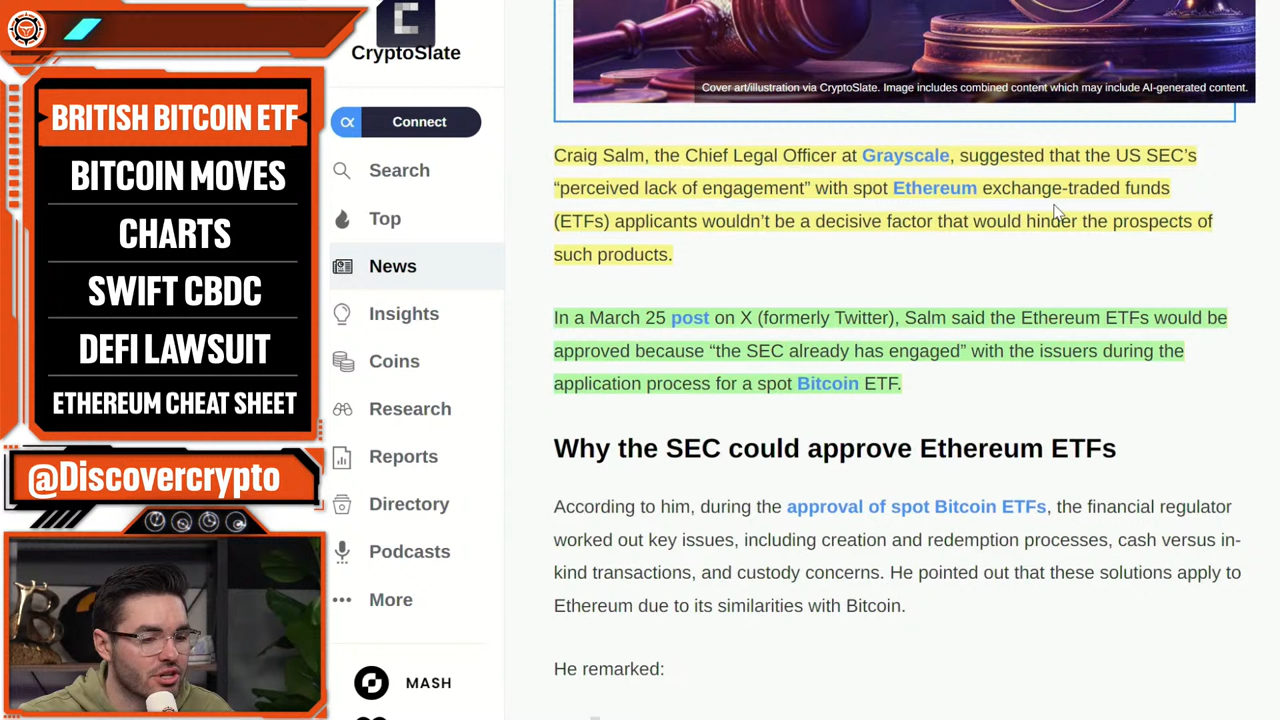 BRITISH BITCOIN ETF
BITCOIN MOVES
CHARTS
SWIFT CBDC
DEFI LAWSUIT
ETHEREUM CHEAT SHEET
@Discovercrypto
CryptoSlate
Connect
Search
Top
News
Insights
Coins
Research
Reports
Directory
Podcasts
More
MASH
Cover art/illustration via CryptoSlate. Image includes combined content which may include AI-generated content.
Craig Salm, the Chief Legal Officer at Grayscale, suggested that the US SEC’s
“perceived lack of engagement” with spot Ethereum exchange-traded funds
(ETFs) applicants wouldn’t be a decisive factor that would hinder the prospects of
such products.
In a March 25 post on X (formerly Twitter), Salm said the Ethereum ETFs would be
approved because “the SEC already has engaged” with the issuers during the
application process for a spot Bitcoin ETF.
Why the SEC could approve Ethereum ETFs
According to him, during the approval of spot Bitcoin ETFs, the financial regulator
worked out key issues, including creation and redemption processes, cash versus in-
kind transactions, and custody concerns. He pointed out that these solutions apply to
Ethereum due to its similarities with Bitcoin.
He remarked: